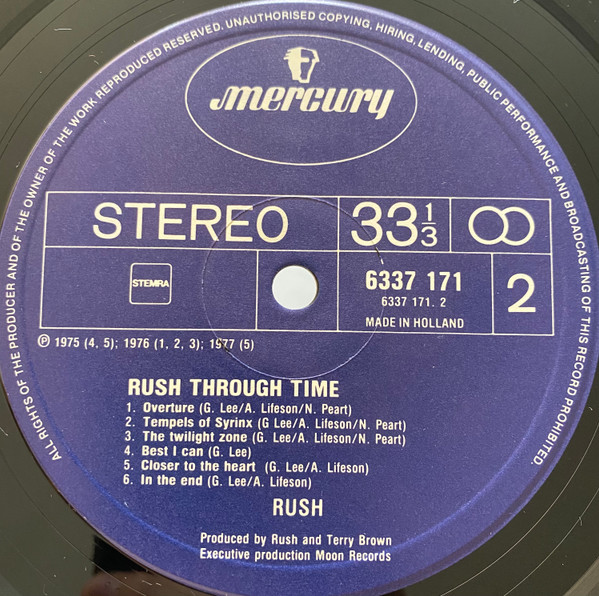 ALL RIGHTS OF THE PRODUCER AND OF THE OWNER OF THE WORK REPRODUCED RESERVED. UNAUTHORISED COPYING, HIRING, LENDING, PUBLIC PERFORMANCE AND BROADCASTING OF THIS RECORD PROHIBITED.
mercury
STEREO 33 1/3
STEMRA
6337 171
6337 171. 2
MADE IN HOLLAND
2
℗ 1975 (4, 5); 1976 (1, 2, 3); 1977 (5)
RUSH THROUGH TIME
1. Overture (G. Lee/A. Lifeson/N. Peart)
2. Tempels of Syrinx (G Lee/A. Lifeson/N. Peart)
3. The twilight zone (G. Lee/A. Lifeson/N. Peart)
4. Best I can (G. Lee)
5. Closer to the heart (G. Lee/A. Lifeson)
6. In the end (G. Lee/A. Lifeson)
RUSH
Produced by Rush and Terry Brown
Executive production Moon Records